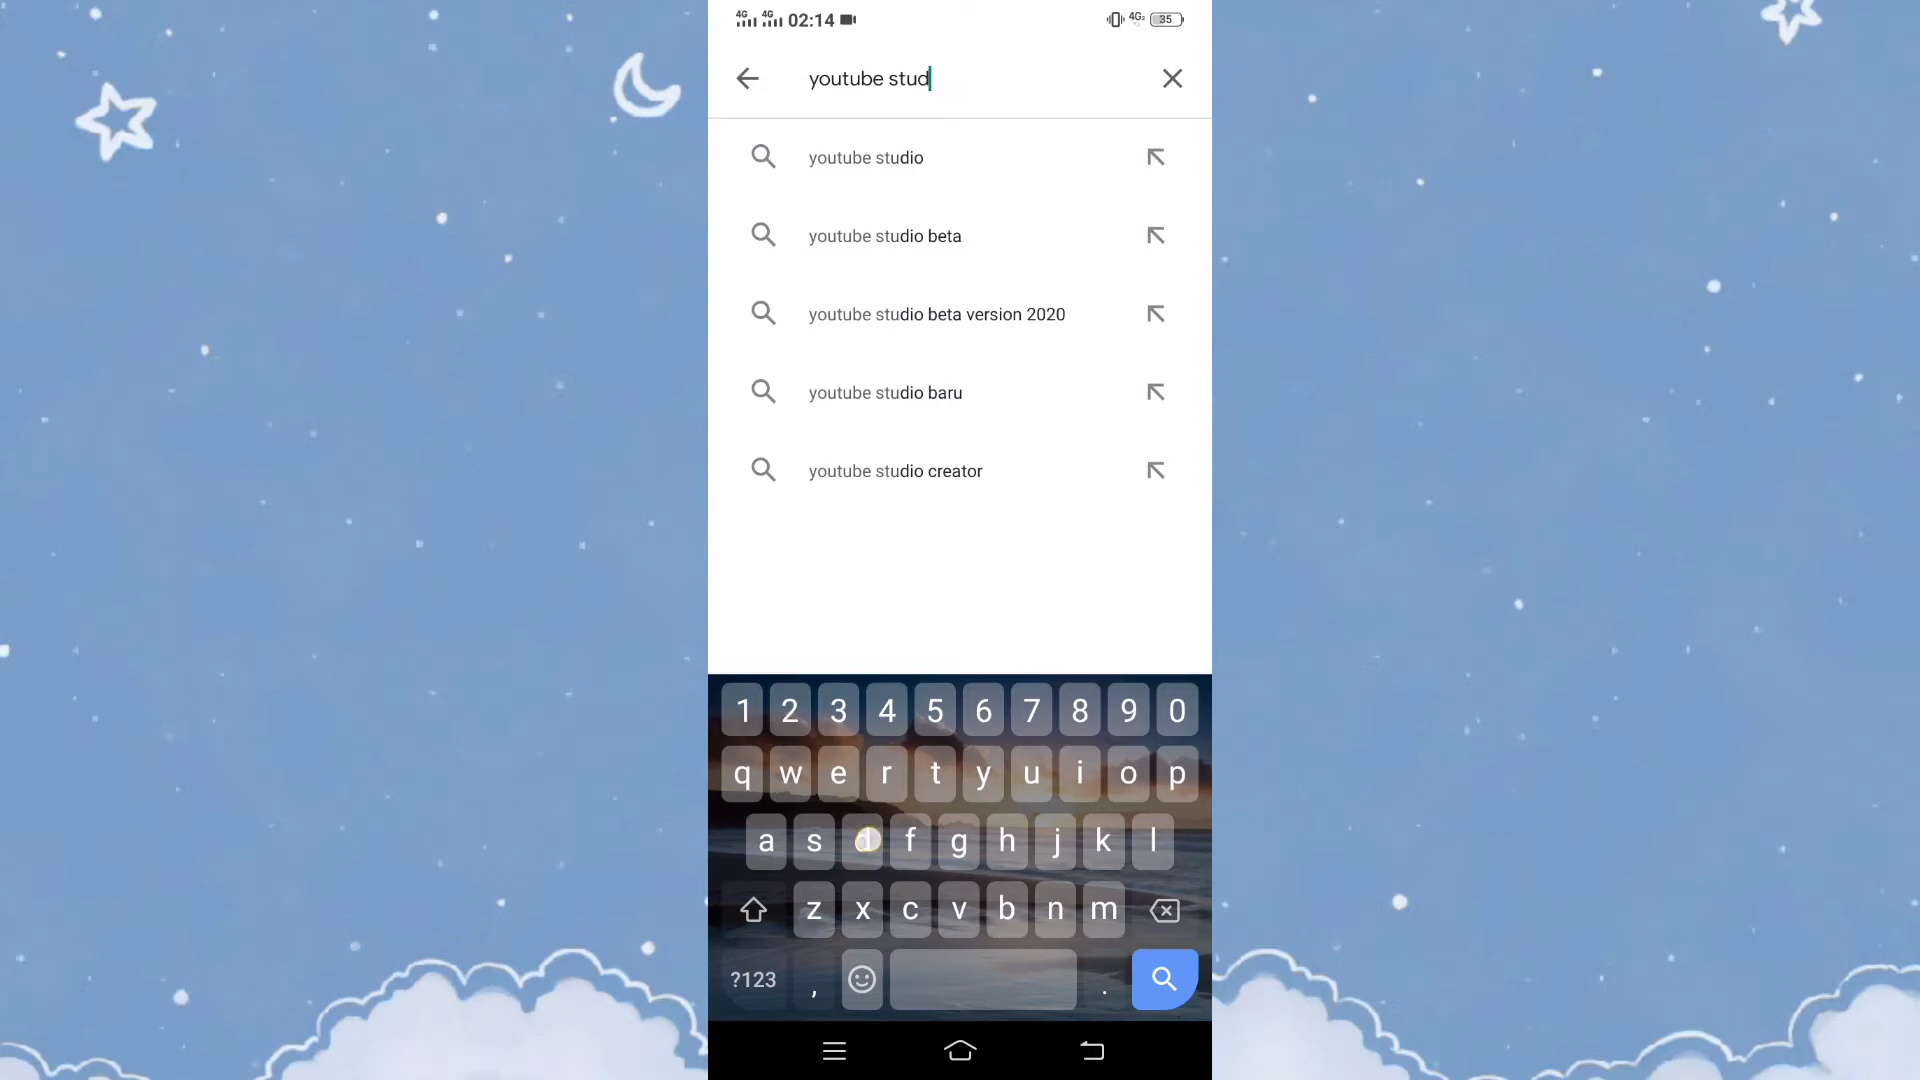 4G 4G 02:14 4G2 35
youtube stud
youtube studio
youtube studio beta
youtube studio beta version 2020
youtube studio baru
youtube studio creator
1 2 3 4 5 6 7 8 9 0
q w e r t y u i o p
a s d f g h j k l
z x c v b n m
?123 , .